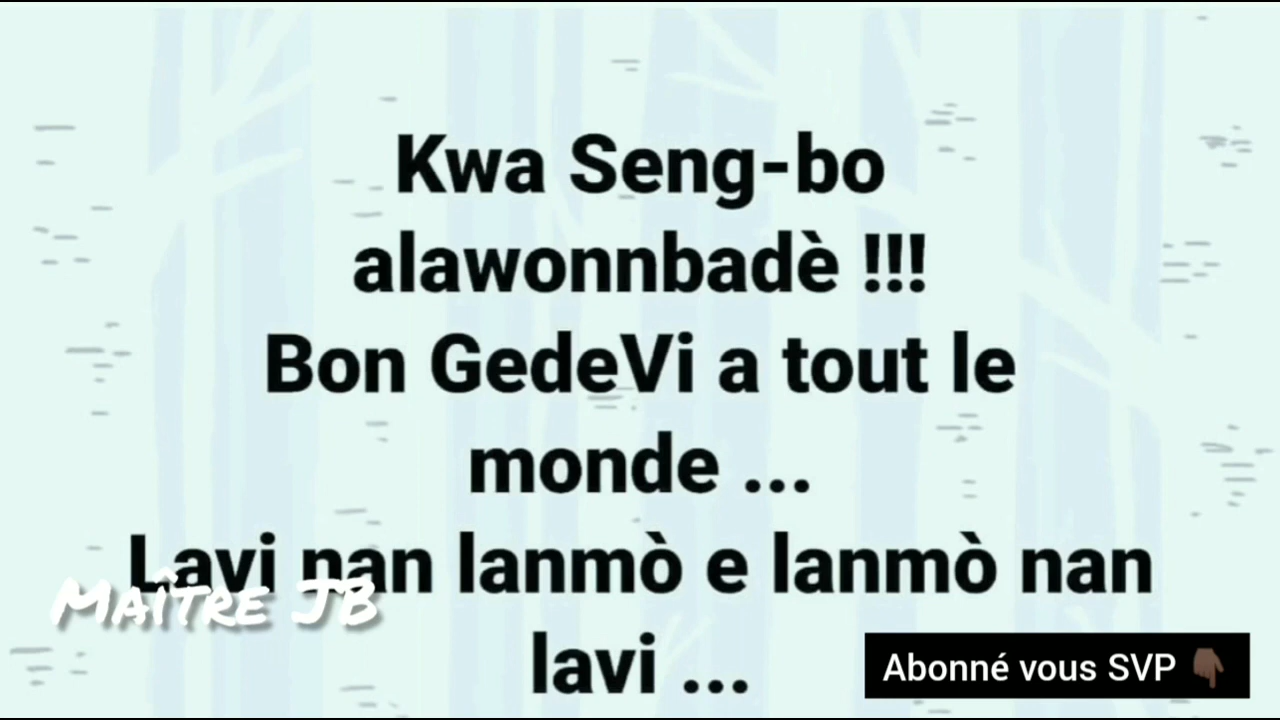 Kwa Seng-bo
alawonnbadè !!!
Bon GedeVi a tout le
monde ...
Lavi nan lanmò e lanmò nan
lavi ...
Maître JB
Abonné vous SVP 👇🏾